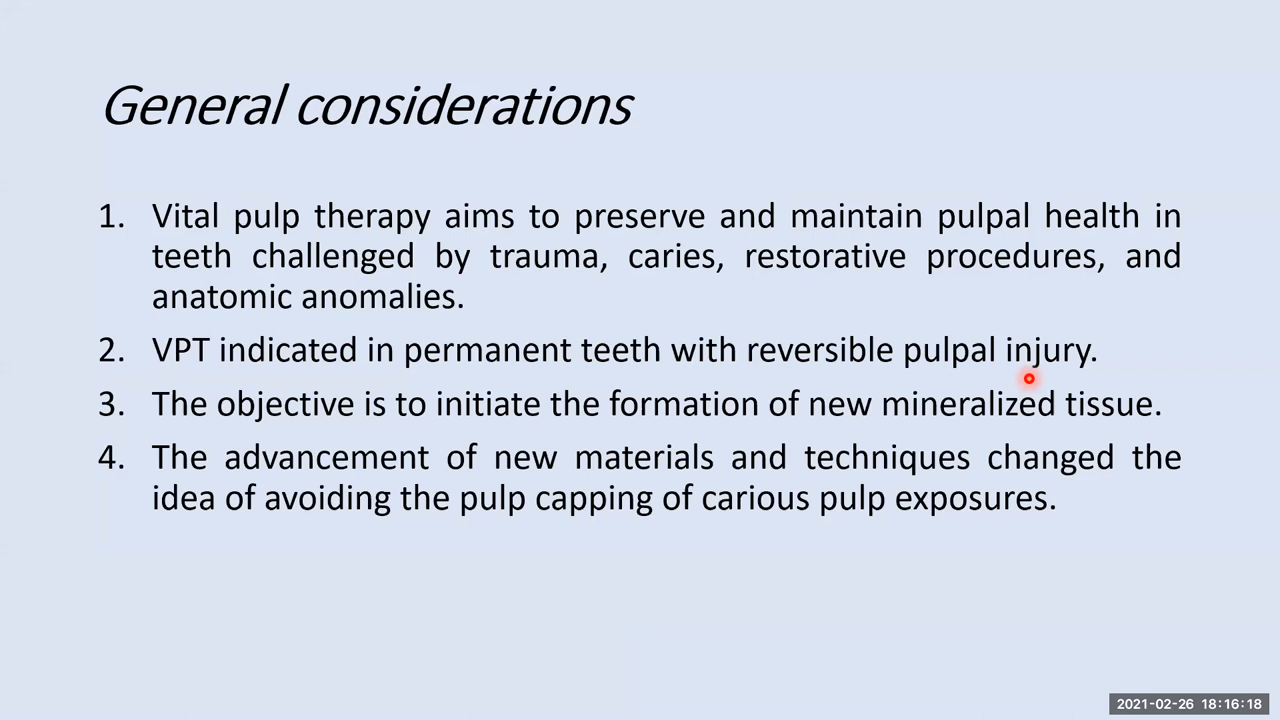 General considerations
1. Vital pulp therapy aims to preserve and maintain pulpal health in
teeth challenged by trauma, caries, restorative procedures, and
anatomic anomalies.
2. VPT indicated in permanent teeth with reversible pulpal injury.
3. The objective is to initiate the formation of new mineralized tissue.
4. The advancement of new materials and techniques changed the
idea of avoiding the pulp capping of carious pulp exposures.
2021-02-26 18:16:18